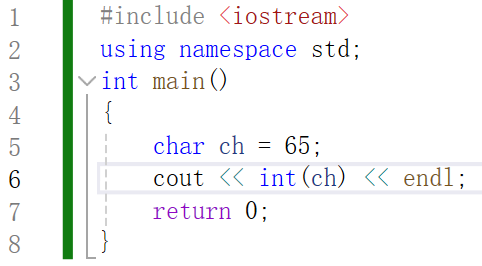 1 #include <iostream>
2 using namespace std;
3 int main()
4 {
5 char ch = 65;
6 cout << int(ch) << endl;
7 return 0;
8 }